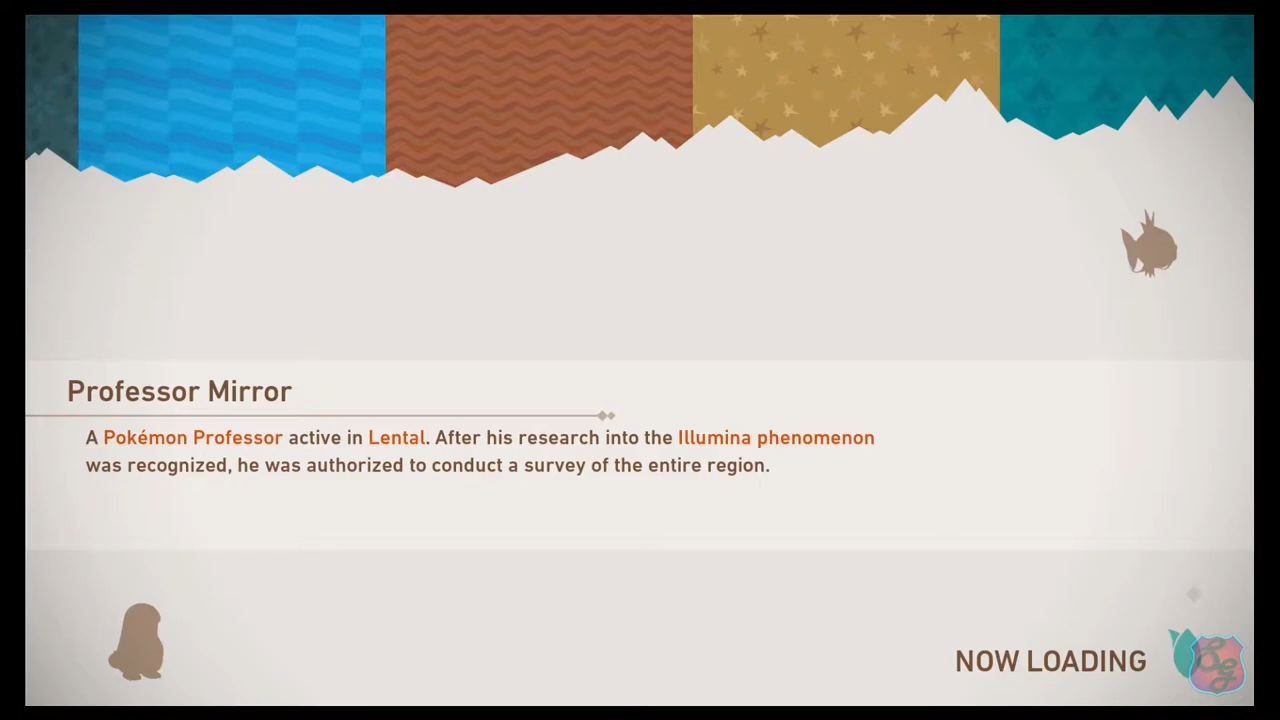 Professor Mirror
A Pokémon Professor active in Lental. After his research into the Illumina phenomenon
was recognized, he was authorized to conduct a survey of the entire region.
NOW LOADING
SG